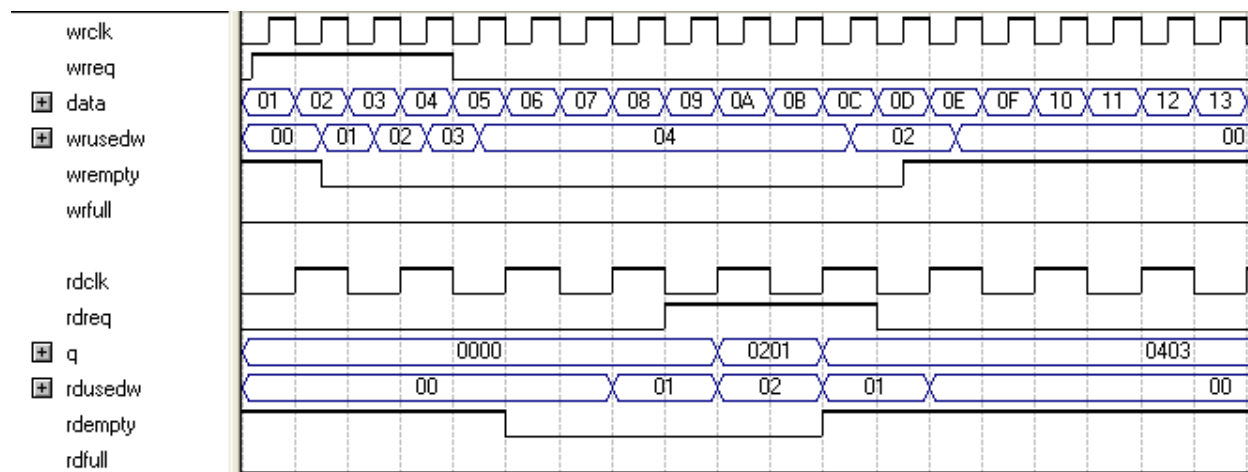 wrclk
wrreq
data 01 02 03 04 05 06 07 08 09 0A 0B 0C 0D 0E 0F 10 11 12 13
wrusedw 00 01 02 03 04 02 00
wrempty
wrfull
rdclk
rdreq
q 0000 0201 0403
rdusedw 00 01 02 01 00
rdempty
rdfull